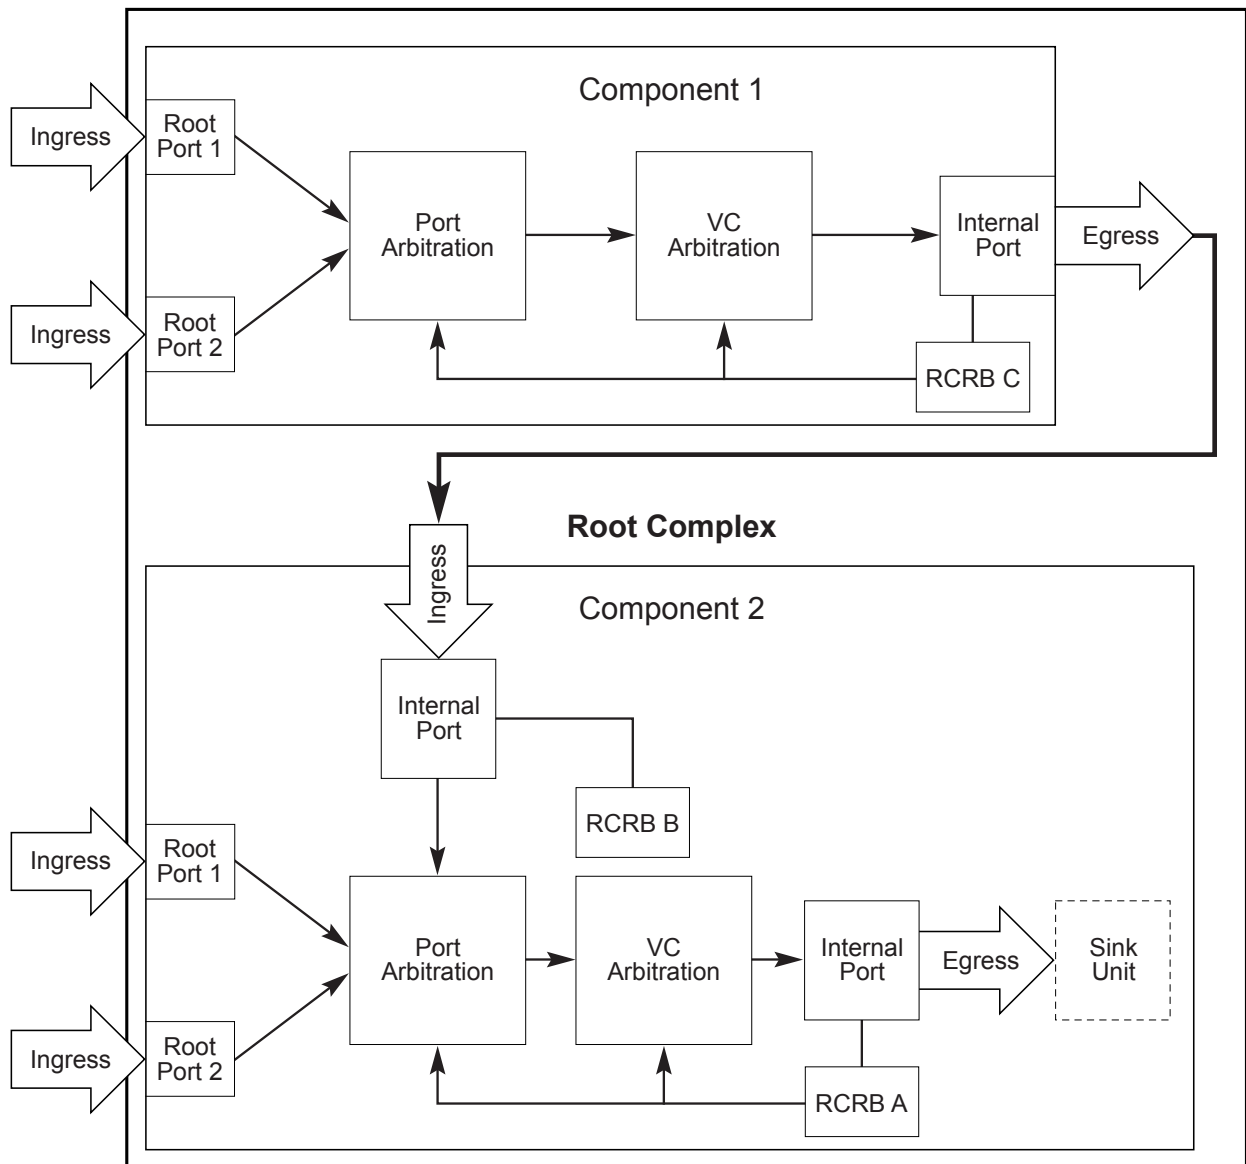 Component 1
Ingress
Root
Port 1
Port
Arbitration
VC
Arbitration
Internal
Port
Egress
Ingress
Root
Port 2
RCRB C
Root Complex
Ingress
Component 2
Internal
Port
RCRB B
Ingress
Root
Port 1
Port
Arbitration
VC
Arbitration
Internal
Port
Egress
Sink
Unit
Ingress
Root
Port 2
RCRB A